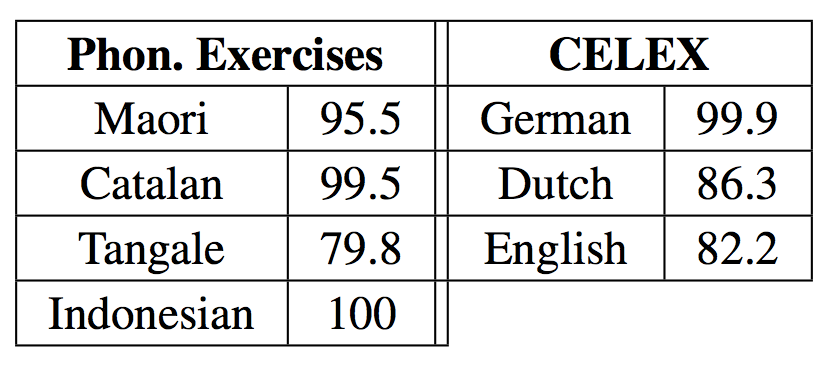 Phon. Exercises CELEX
Maori 95.5 German 99.9
Catalan 99.5 Dutch 86.3
Tangale 79.8 English 82.2
Indonesian 100